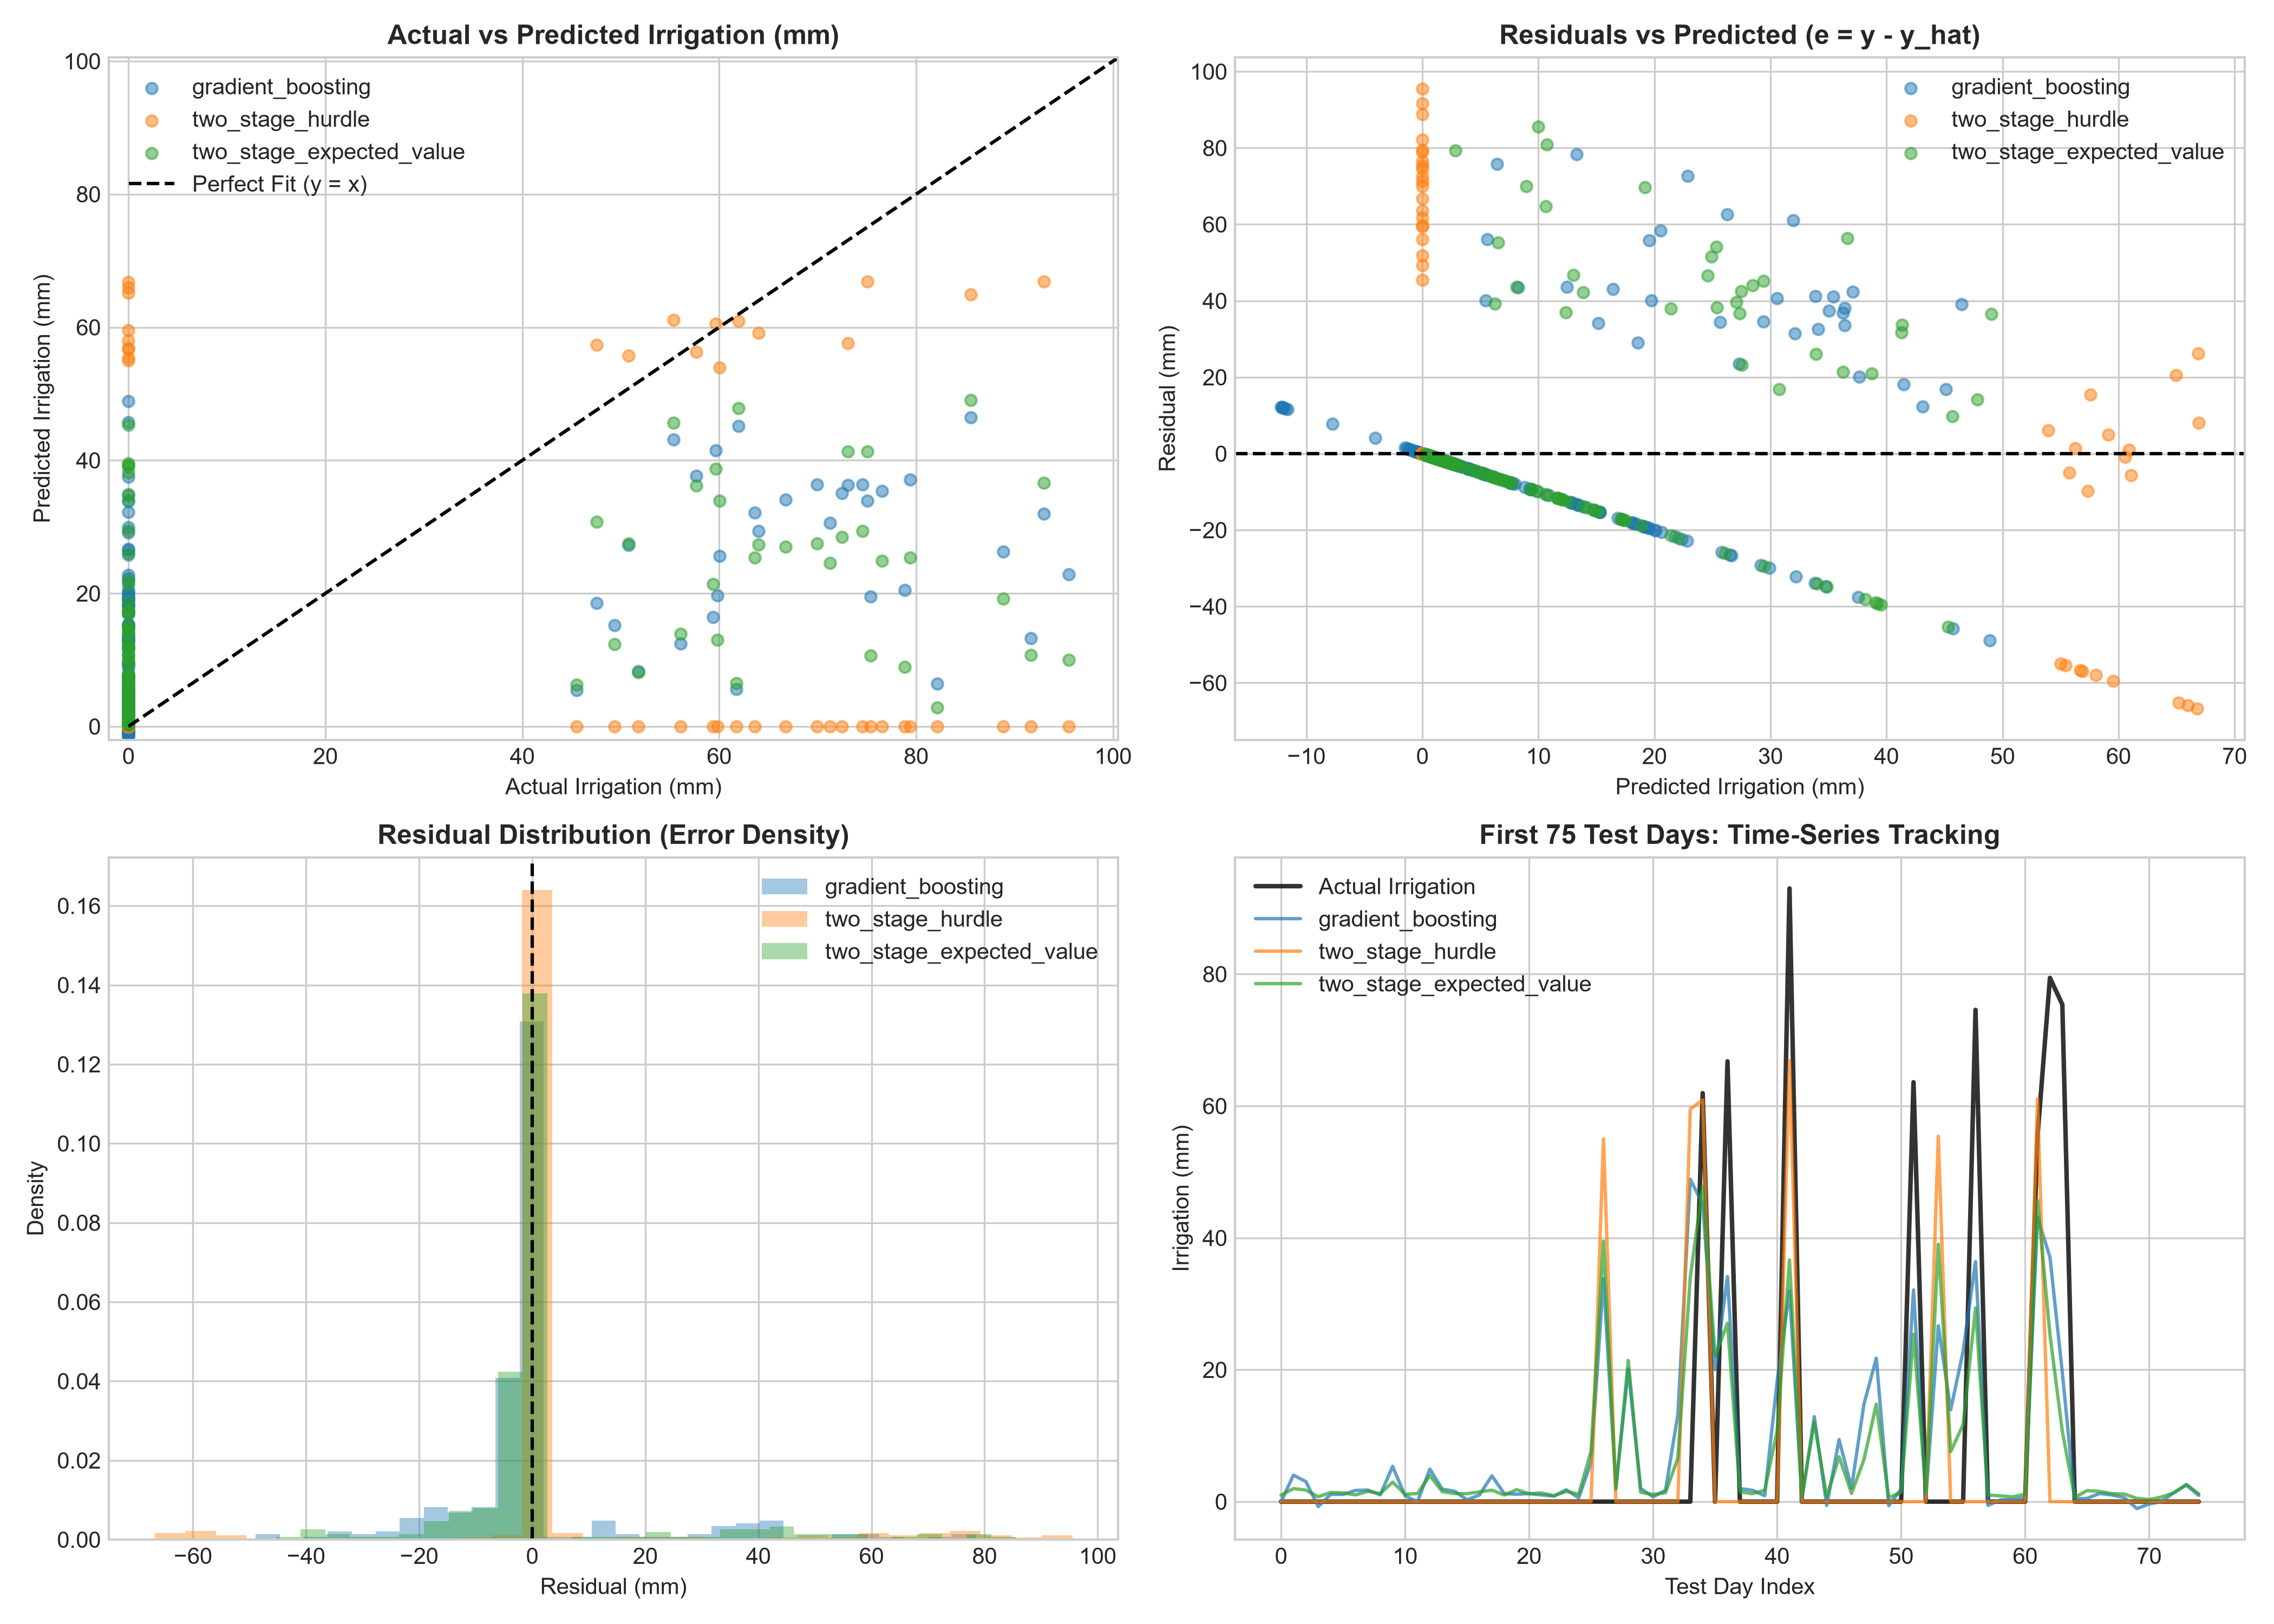 Actual vs Predicted Irrigation (mm)
100
80
60
40
20
0
Predicted Irrigation (mm)
gradient_boosting
two_stage_hurdle
two_stage_expected_value
Perfect Fit (y = x)
0 20 40 60 80 100
Actual Irrigation (mm)
Residuals vs Predicted (e = y - y_hat)
100
80
60
40
20
0
−20
−40
−60
Residual (mm)
gradient_boosting
two_stage_hurdle
two_stage_expected_value
−10 0 10 20 30 40 50 60 70
Predicted Irrigation (mm)
Residual Distribution (Error Density)
0.16
0.14
0.12
0.10
0.08
0.06
0.04
0.02
0.00
Density
gradient_boosting
two_stage_hurdle
two_stage_expected_value
−60 −40 −20 0 20 40 60 80 100
Residual (mm)
First 75 Test Days: Time-Series Tracking
80
60
40
20
0
Irrigation (mm)
Actual Irrigation
gradient_boosting
two_stage_hurdle
two_stage_expected_value
0 10 20 30 40 50 60 70
Test Day Index